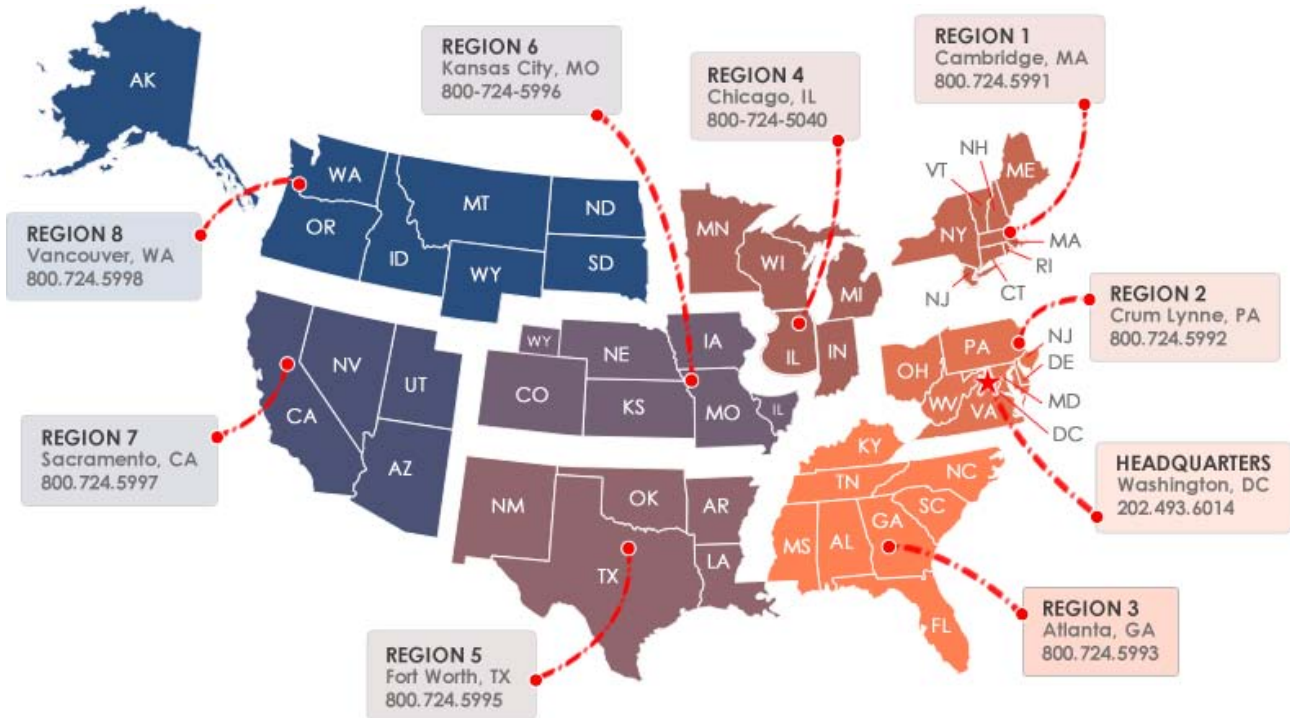 REGION 6
Kansas City, MO
800-724-5996
REGION 4
Chicago, IL
800-724-5040
REGION 1
Cambridge, MA
800.724.5991
AK
REGION 8
Vancouver, WA
800.724.5998
WA
OR
ID
MT
WY
ND
SD
MN
WI
MI
IL
IN
NH
VT
ME
NY
MA
RI
CT
NJ
REGION 2
Crum Lynne, PA
800.724.5992
PA
OH
WV
VA
NJ
DE
MD
DC
HEADQUARTERS
Washington, DC
202.493.6014
REGION 7
Sacramento, CA
800.724.5997
CA
NV
UT
AZ
WY
NE
IA
CO
KS
MO
IL
NM
OK
AR
TX
LA
KY
TN
NC
SC
GA
MS
AL
FL
REGION 5
Fort Worth, TX
800.724.5995
REGION 3
Atlanta, GA
800.724.5993